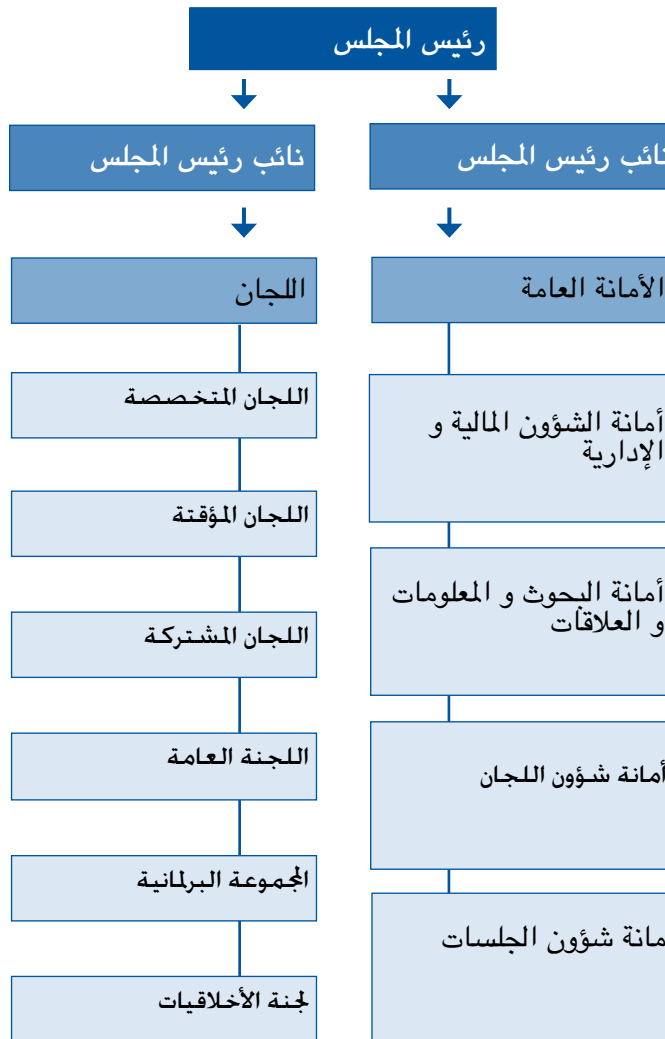 رئيس المجلس
نائب رئيس المجلس
الأمانة العامة
أمانة الشؤون المالية و
الإدارية
أمانة البحوث و المعلومات
و العلاقات
أمانة شؤون اللجان
مانة شؤون الجلسات
نائب رئيس المجلس
اللجان
اللجان المتخصصة
اللجان المؤقتة
اللجان المشتركة
اللجنة العامة
المجموعة البرلمانية
لجنة الأخلاقيات